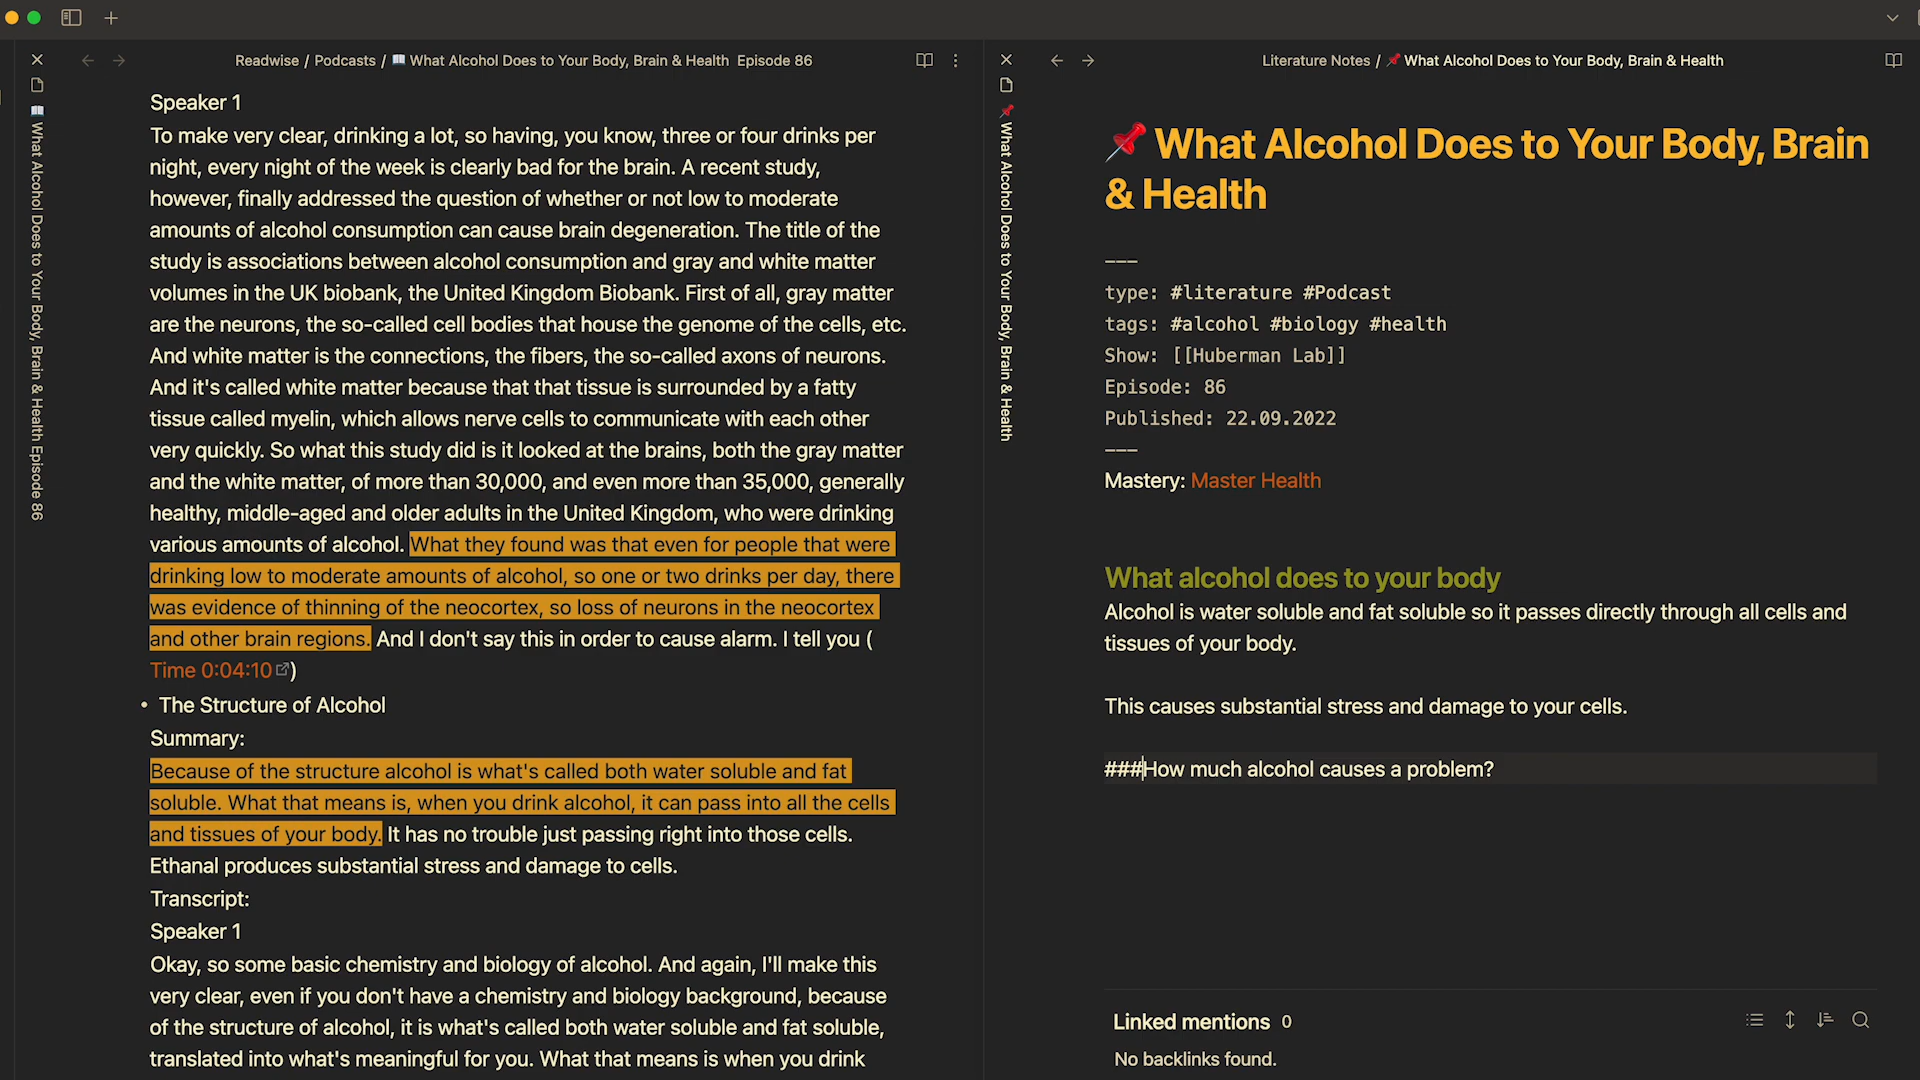 Readwise / Podcasts / 📖 What Alcohol Does to Your Body, Brain & Health Episode 86
📖 What Alcohol Does to Your Body, Brain & Health Episode 86
Speaker 1
To make very clear, drinking a lot, so having, you know, three or four drinks per
night, every night of the week is clearly bad for the brain. A recent study,
however, finally addressed the question of whether or not low to moderate
amounts of alcohol consumption can cause brain degeneration. The title of the
study is associations between alcohol consumption and gray and white matter
volumes in the UK biobank, the United Kingdom Biobank. First of all, gray matter
are the neurons, the so-called cell bodies that house the genome of the cells, etc.
And white matter is the connections, the fibers, the so-called axons of neurons.
And it's called white matter because that that tissue is surrounded by a fatty
tissue called myelin, which allows nerve cells to communicate with each other
very quickly. So what this study did is it looked at the brains, both the gray matter
and the white matter, of more than 30,000, and even more than 35,000, generally
healthy, middle-aged and older adults in the United Kingdom, who were drinking
various amounts of alcohol. What they found was that even for people that were
drinking low to moderate amounts of alcohol, so one or two drinks per day, there
was evidence of thinning of the neocortex, so loss of neurons in the neocortex
and other brain regions. And I don't say this in order to cause alarm. I tell you (
Time 0:04:10)
• The Structure of Alcohol
Summary:
Because of the structure alcohol is what's called both water soluble and fat
soluble. What that means is, when you drink alcohol, it can pass into all the cells
and tissues of your body. It has no trouble just passing right into those cells.
Ethanal produces substantial stress and damage to cells.
Transcript:
Speaker 1
Okay, so some basic chemistry and biology of alcohol. And again, I'll make this
very clear, even if you don't have a chemistry and biology background, because
of the structure of alcohol, it is what's called both water soluble and fat soluble,
translated into what's meaningful for you. What that means is when you drink
Literature Notes / 📌 What Alcohol Does to Your Body, Brain & Health
📌 What Alcohol Does to Your Body, Brain & Health
📌 What Alcohol Does to Your Body, Brain
& Health
---
type: #literature #Podcast
tags: #alcohol #biology #health
Show: [[Huberman Lab]]
Episode: 86
Published: 22.09.2022
---
Mastery: Master Health
What alcohol does to your body
Alcohol is water soluble and fat soluble so it passes directly through all cells and
tissues of your body.
This causes substantial stress and damage to your cells.
###How much alcohol causes a problem?
Linked mentions 0
No backlinks found.